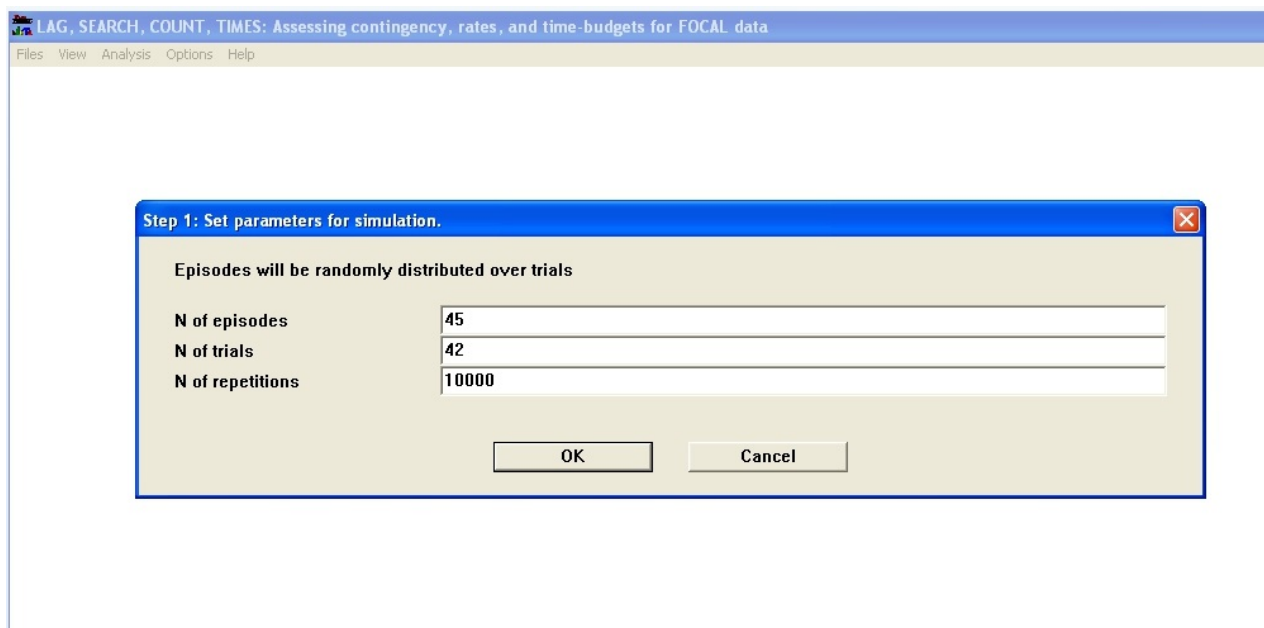 LAG, SEARCH, COUNT, TIMES: Assessing contingency, rates, and time-budgets for FOCAL data
Files View Analysis Options Help
Step 1: Set parameters for simulation.
Episodes will be randomly distributed over trials
N of episodes 45
N of trials 42
N of repetitions 10000
OK Cancel